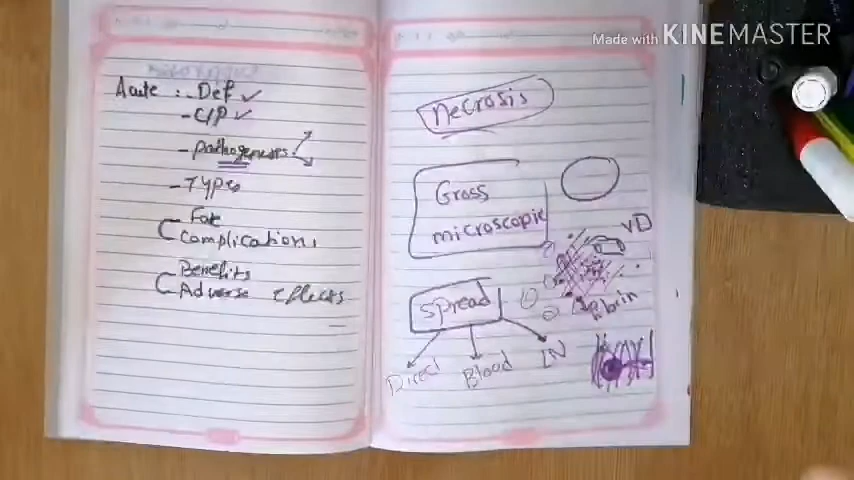 Made with KINEMASTER
Acute : - Def ✓
- C/P ✓
- pathogenesis
- Types
Fate
Complications
Benefits
Adverse effects
necrosis
Gross
microscopic
VD
Fibrin
Spread
Direct
Blood
LN